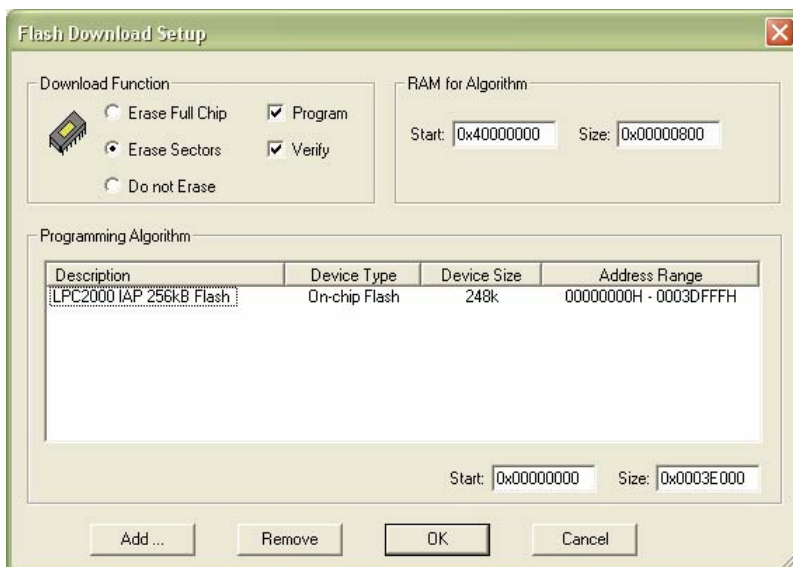 Flash Download Setup
Download Function
Erase Full Chip
Program
Erase Sectors
Verify
Do not Erase
RAM for Algorithm
Start: 0x40000000 Size: 0x00000800
Programming Algorithm
Description Device Type Device Size Address Range
LPC2000 IAP 256kB Flash On-chip Flash 248k 00000000H - 0003DFFFH
Start: 0x00000000 Size: 0x0003E000
Add ... Remove OK Cancel